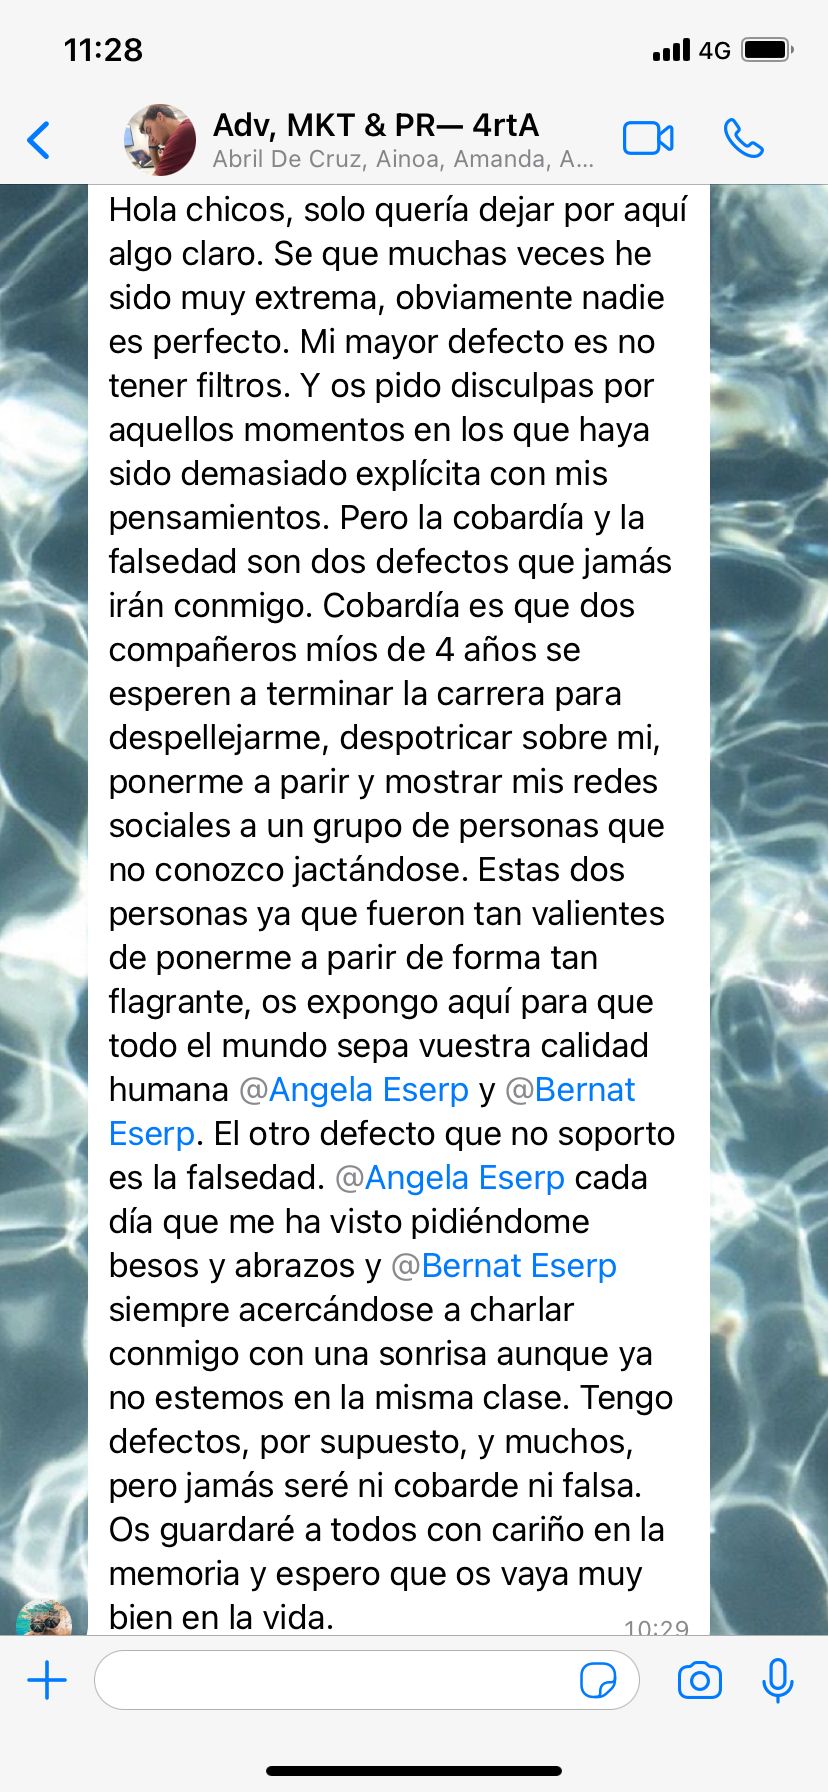 11:28
4G
Adv, MKT & PR— 4rtA
Abril De Cruz, Ainoa, Amanda, A...
Hola chicos, solo quería dejar por aquí
algo claro. Se que muchas veces he
sido muy extrema, obviamente nadie
es perfecto. Mi mayor defecto es no
tener filtros. Y os pido disculpas por
aquellos momentos en los que haya
sido demasiado explícita con mis
pensamientos. Pero la cobardía y la
falsedad son dos defectos que jamás
irán conmigo. Cobardía es que dos
compañeros míos de 4 años se
esperen a terminar la carrera para
despellejarme, despotricar sobre mi,
ponerme a parir y mostrar mis redes
sociales a un grupo de personas que
no conozco jactándose. Estas dos
personas ya que fueron tan valientes
de ponerme a parir de forma tan
flagrante, os expongo aquí para que
todo el mundo sepa vuestra calidad
humana @Angela Eserp y @Bernat
Eserp. El otro defecto que no soporto
es la falsedad. @Angela Eserp cada
día que me ha visto pidiéndome
besos y abrazos y @Bernat Eserp
siempre acercándose a charlar
conmigo con una sonrisa aunque ya
no estemos en la misma clase. Tengo
defectos, por supuesto, y muchos,
pero jamás seré ni cobarde ni falsa.
Os guardaré a todos con cariño en la
memoria y espero que os vaya muy
bien en la vida.
10:29